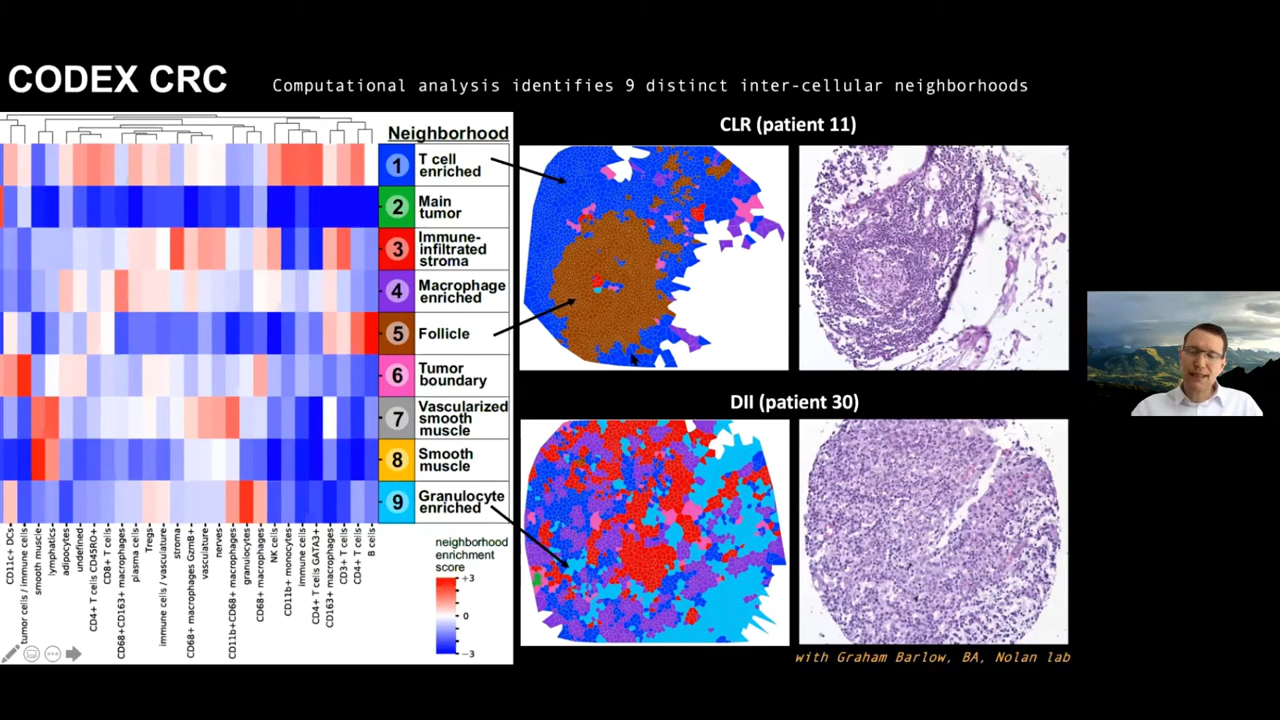 CODEX CRC
Computational analysis identifies 9 distinct inter-cellular neighborhoods
Neighborhood
1 T cell
enriched
2 Main
tumor
3 Immune-
infiltrated
stroma
4 Macrophage
enriched
5 Follicle
6 Tumor
boundary
7 Vascularized
smooth
muscle
8 Smooth
muscle
9 Granulocyte
enriched
CD11c+ DCs
tumor cells / immune cells
smooth muscle
lymphatics
adipocytes
undefined
CD4+ T cells CD45RO+
CD8+ T cells
CD68+CD163+ macrophages
plasma cells
Tregs
immune cells / vasculature
stroma
CD68+ macrophages GzmB+
vasculature
nerves
CD11b+CD68+ macrophages
granulocytes
CD68+ macrophages
NK cells
CD11b+ monocytes
immune cells
CD4+ T cells GATA3+
CD163+ macrophages
CD3+ T cells
CD4+ T cells
B cells
neighborhood
enrichment
score
+3
0
−3
CLR (patient 11)
DII (patient 30)
with Graham Barlow, BA, Nolan lab